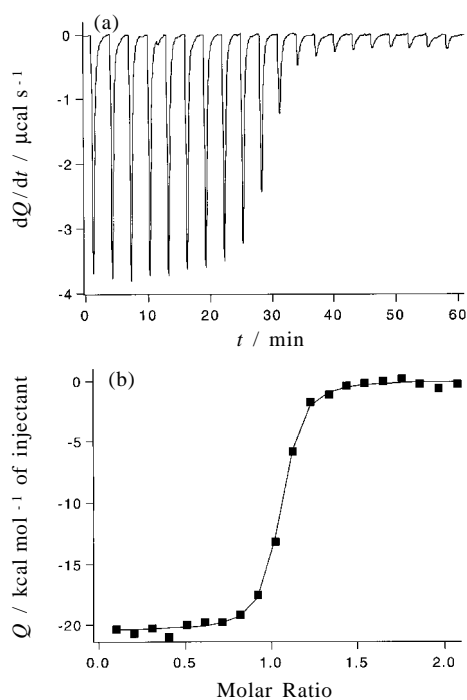 (a)
0
-1
-2
-3
-4
dQ/dt / µcal s⁻¹
0 10 20 30 40 50 60
t / min
(b)
0
-5
-10
-15
-20
Q / kcal mol⁻¹ of injectant
0.0 0.5 1.0 1.5 2.0
Molar Ratio